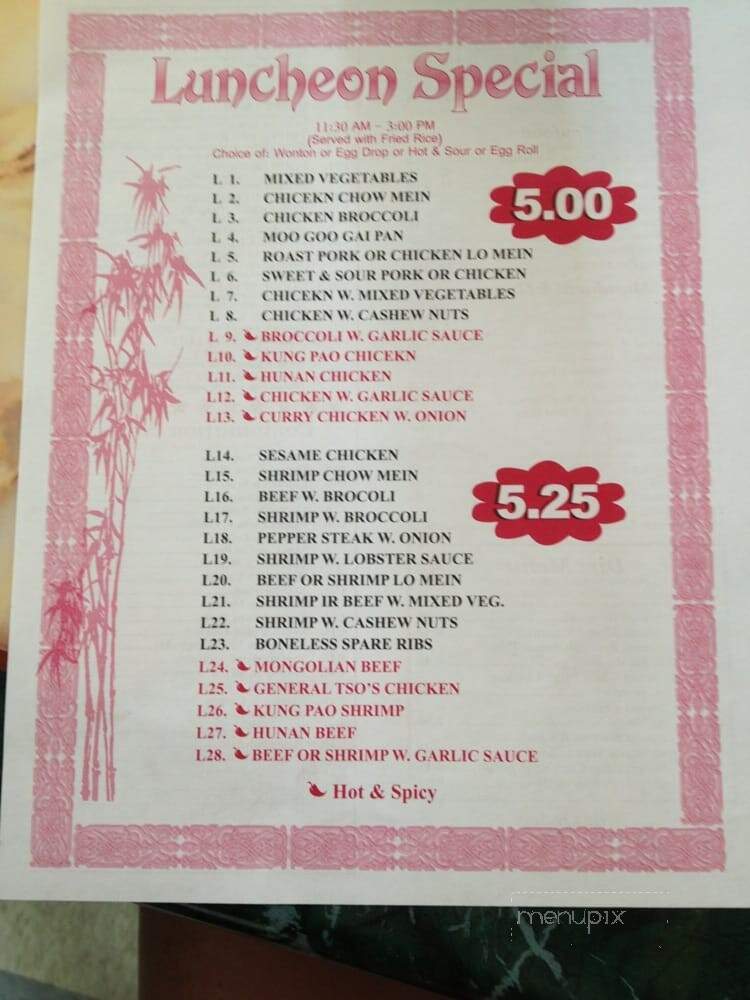 Luncheon Special
11:30 AM - 3:00 PM
(Served with Fried Rice)
Choice of: Wonton or Egg Drop or Hot & Sour or Egg Roll
L 1. MIXED VEGETABLES
L 2. CHICEKN CHOW MEIN
5.00
L 3. CHICKEN BROCCOLI
L 4. MOO GOO GAI PAN
L 5. ROAST PORK OR CHICKEN LO MEIN
L 6. SWEET & SOUR PORK OR CHICKEN
L 7. CHICEKN W. MIXED VEGETABLES
L 8. CHICKEN W. CASHEW NUTS
L 9. BROCCOLI W. GARLIC SAUCE
L10. KUNG PAO CHICEKN
L11. HUNAN CHICKEN
L12. CHICKEN W. GARLIC SAUCE
L13. CURRY CHICKEN W. ONION
L14. SESAME CHICKEN
L15. SHRIMP CHOW MEIN
L16. BEEF W. BROCOLI
5.25
L17. SHRIMP W. BROCCOLI
L18. PEPPER STEAK W. ONION
L19. SHRIMP W. LOBSTER SAUCE
L20. BEEF OR SHRIMP LO MEIN
L21. SHRIMP IR BEEF W. MIXED VEG.
L22. SHRIMP W. CASHEW NUTS
L23. BONELESS SPARE RIBS
L24. MONGOLIAN BEEF
L25. GENERAL TSO'S CHICKEN
L26. KUNG PAO SHRIMP
L27. HUNAN BEEF
L28. BEEF OR SHRIMP W. GARLIC SAUCE
Hot & Spicy
menupix